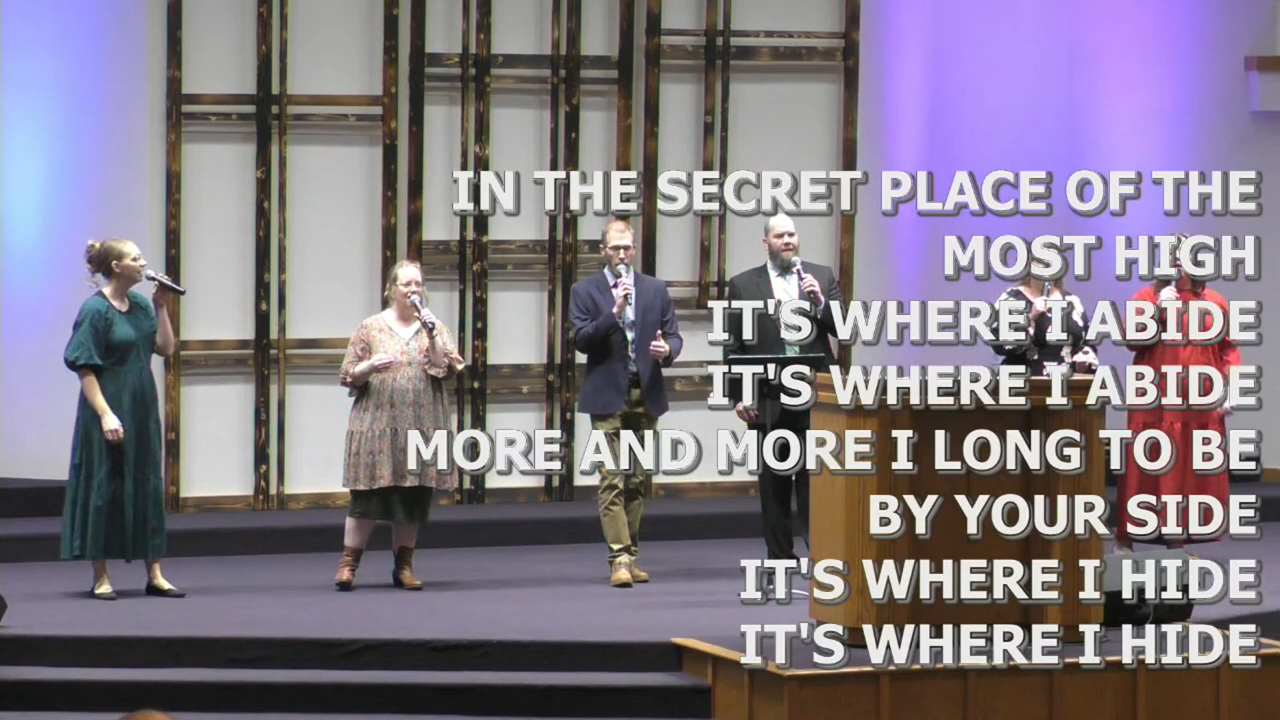 IN THE SECRET PLACE OF THE
MOST HIGH
IT'S WHERE I ABIDE
IT'S WHERE I ABIDE
MORE AND MORE I LONG TO BE
BY YOUR SIDE
IT'S WHERE I HIDE
IT'S WHERE I HIDE